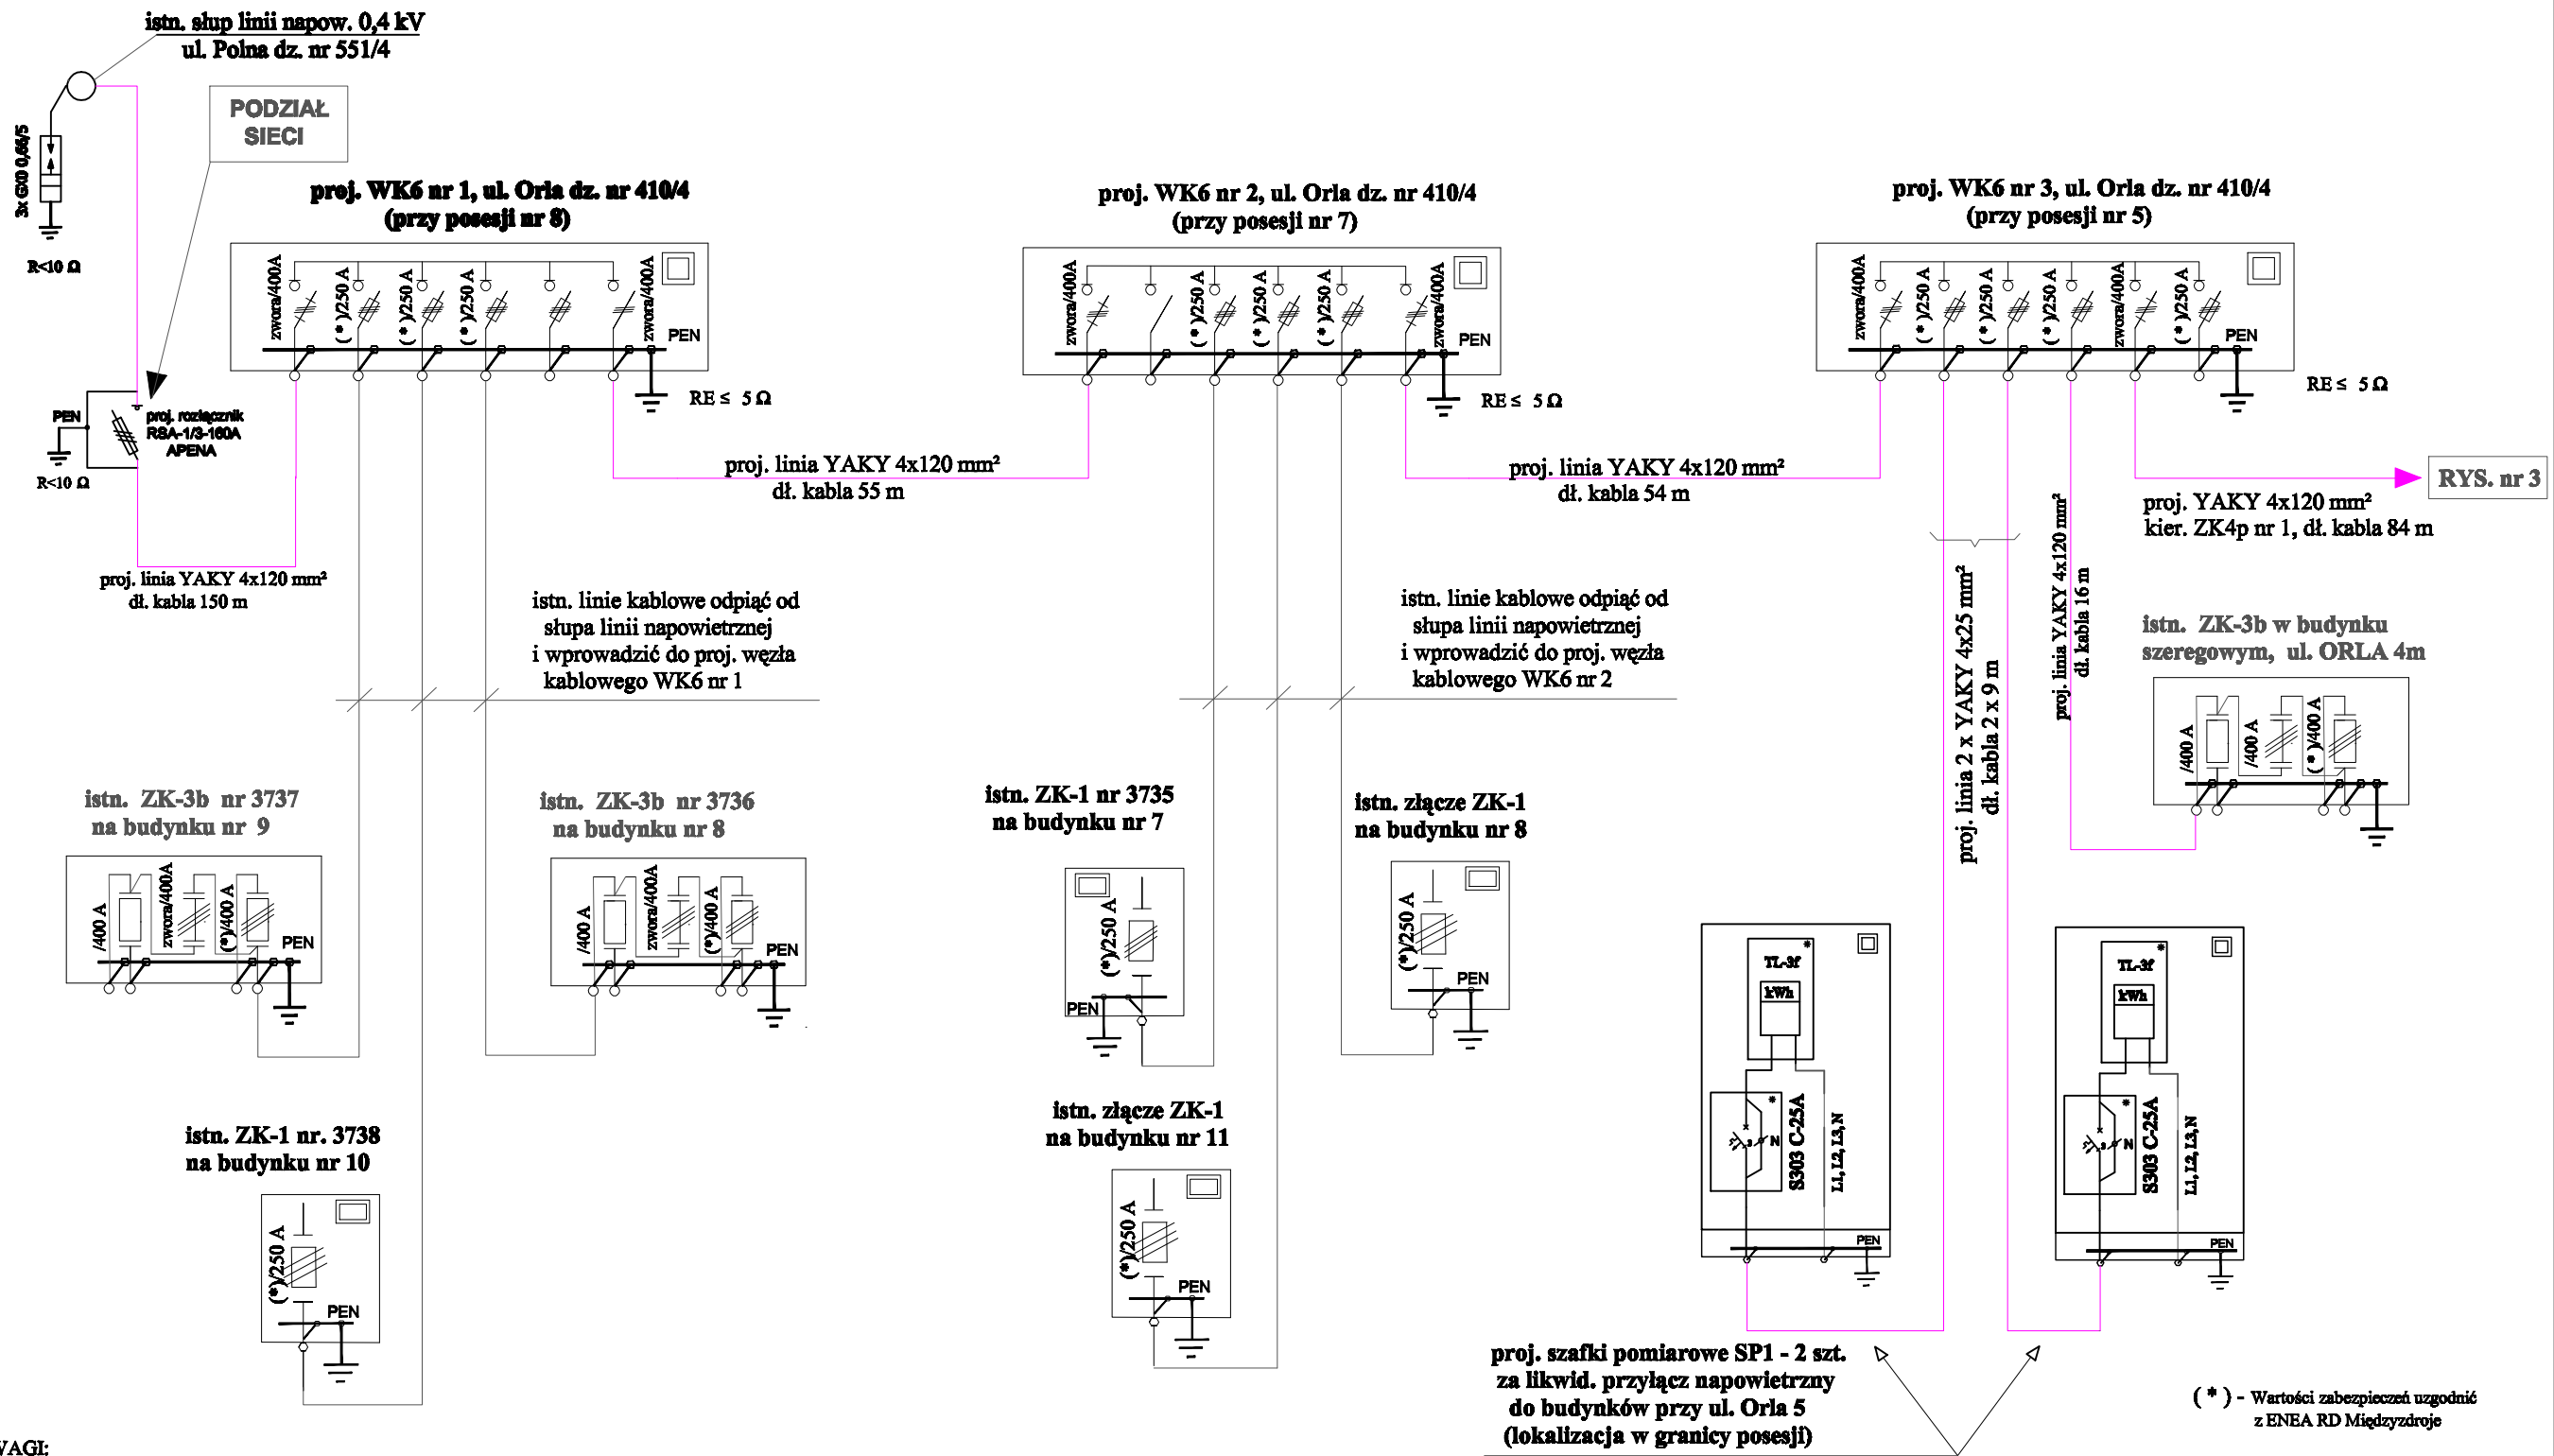 istn. słup linii napow. 0,4 kV
ul. Polna dz. nr 551/4
3x GXO 0,66/5
R<10 Ω
PODZIAŁ
SIECI
PEN
proj. rozłącznik
RSA-1/3-160A
APENA
R<10 Ω
proj. linia YAKY 4x120 mm²
dł. kabla 150 m
proj. WK6 nr 1, ul. Orla dz. nr 410/4
(przy posesji nr 8)
zwora/400A
( * )/250 A
( * )/250 A
( * )/250 A
zwora/400A
PEN
RE ≤ 5 Ω
proj. linia YAKY 4x120 mm²
dł. kabla 55 m
proj. WK6 nr 2, ul. Orla dz. nr 410/4
(przy posesji nr 7)
zwora/400A
( * )/250 A
( * )/250 A
( * )/250 A
zwora/400A
PEN
RE ≤ 5 Ω
proj. linia YAKY 4x120 mm²
dł. kabla 54 m
proj. WK6 nr 3, ul. Orla dz. nr 410/4
(przy posesji nr 5)
zwora/400A
( * )/250 A
( * )/250 A
( * )/250 A
zwora/400A
( * )/250 A
PEN
RE ≤ 5 Ω
RYS. nr 3
proj. YAKY 4x120 mm²
kier. ZK4p nr 1, dł. kabla 84 m
istn. linie kablowe odpiąć od
słupa linii napowietrznej
i wprowadzić do proj. węzła
kablowego WK6 nr 1
istn. linie kablowe odpiąć od
słupa linii napowietrznej
i wprowadzić do proj. węzła
kablowego WK6 nr 2
proj. linia 2 x YAKY 4x25 mm²
dł. kabla 2 x 9 m
proj. linia YAKY 4x120 mm²
dł. kabla 16 m
istn. ZK-3b w budynku
szeregowym, ul. ORLA 4m
/400 A
/400 A
( * )/400 A
istn. ZK-3b nr 3737
na budynku nr 9
/400 A
zwora/400A
(*)/400 A
PEN
istn. ZK-3b nr 3736
na budynku nr 8
/400 A
zwora/400A
(*)/400 A
PEN
istn. ZK-1 nr 3735
na budynku nr 7
(*)/250 A
PEN
istn. złącze ZK-1
na budynku nr 8
(*)/250 A
PEN
istn. ZK-1 nr. 3738
na budynku nr 10
(*)/250 A
PEN
istn. złącze ZK-1
na budynku nr 11
(*)/250 A
PEN
*
TL-3f
kWh
*
3 N
S303 C-25A
L1, L2, L3, N
PEN
*
TL-3f
kWh
*
3 N
S303 C-25A
L1, L2, L3, N
PEN
proj. szafki pomiarowe SP1 - 2 szt.
za likwid. przyłącz napowietrzny
do budynków przy ul. Orla 5
(lokalizacja w granicy posesji)
( * ) - Wartości zabezpieczeń uzgodnić
z ENEA RD Międzyzdroje
WAGI: